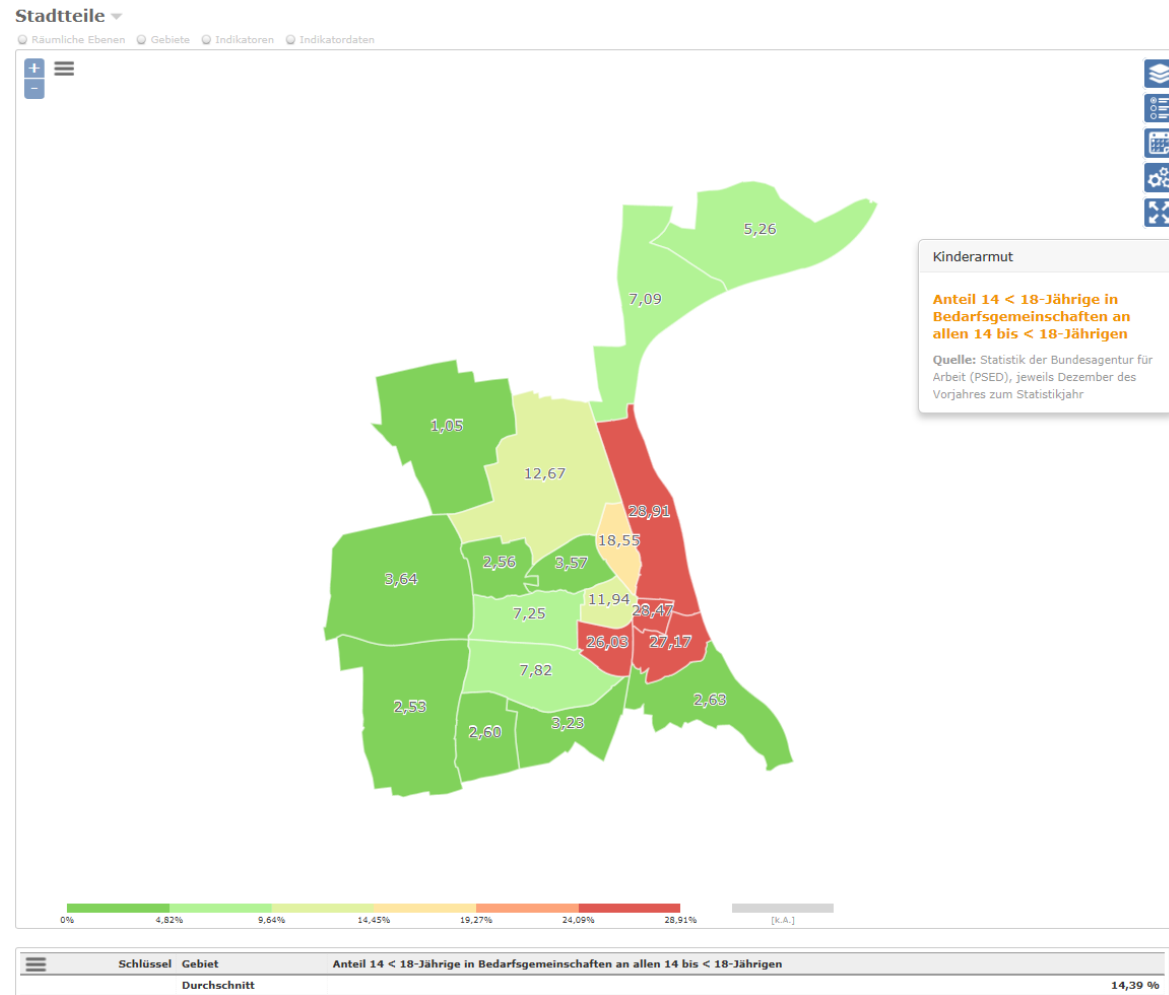 Stadtteile
Räumliche Ebenen Gebiete Indikatoren Indikatordaten
+
-
5,26
7,09
Kinderarmut
Anteil 14 < 18-Jährige in
Bedarfsgemeinschaften an
allen 14 bis < 18-Jährigen
Quelle: Statistik der Bundesagentur für
Arbeit (PSED), jeweils Dezember des
Vorjahres zum Statistikjahr
1,05
12,67
28,91
18,55
2,56
3,57
3,64
11,94
28,47
7,25
26,03
27,17
7,82
2,63
2,53
3,23
2,60
0% 4,82% 9,64% 14,45% 19,27% 24,09% 28,91% [k.A.]
Schlüssel Gebiet Anteil 14 < 18-Jährige in Bedarfsgemeinschaften an allen 14 bis < 18-Jährigen
Durchschnitt 14,39 %